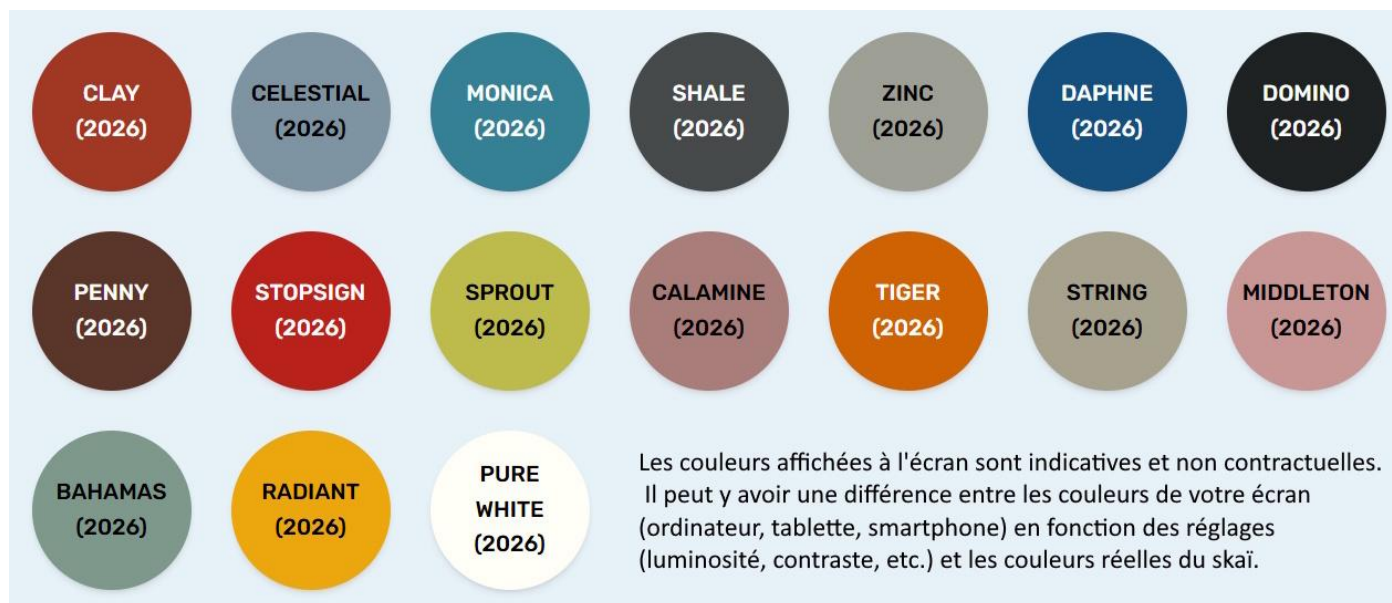 CLAY
(2026)
CELESTIAL
(2026)
MONICA
(2026)
SHALE
(2026)
ZINC
(2026)
DAPHNE
(2026)
DOMINO
(2026)
PENNY
(2026)
STOPSIGN
(2026)
SPROUT
(2026)
CALAMINE
(2026)
TIGER
(2026)
STRING
(2026)
MIDDLETON
(2026)
BAHAMAS
(2026)
RADIANT
(2026)
PURE
WHITE
(2026)
Les couleurs affichées à l'écran sont indicatives et non contractuelles.
Il peut y avoir une différence entre les couleurs de votre écran
(ordinateur, tablette, smartphone) en fonction des réglages
(luminosité, contraste, etc.) et les couleurs réelles du skaï.